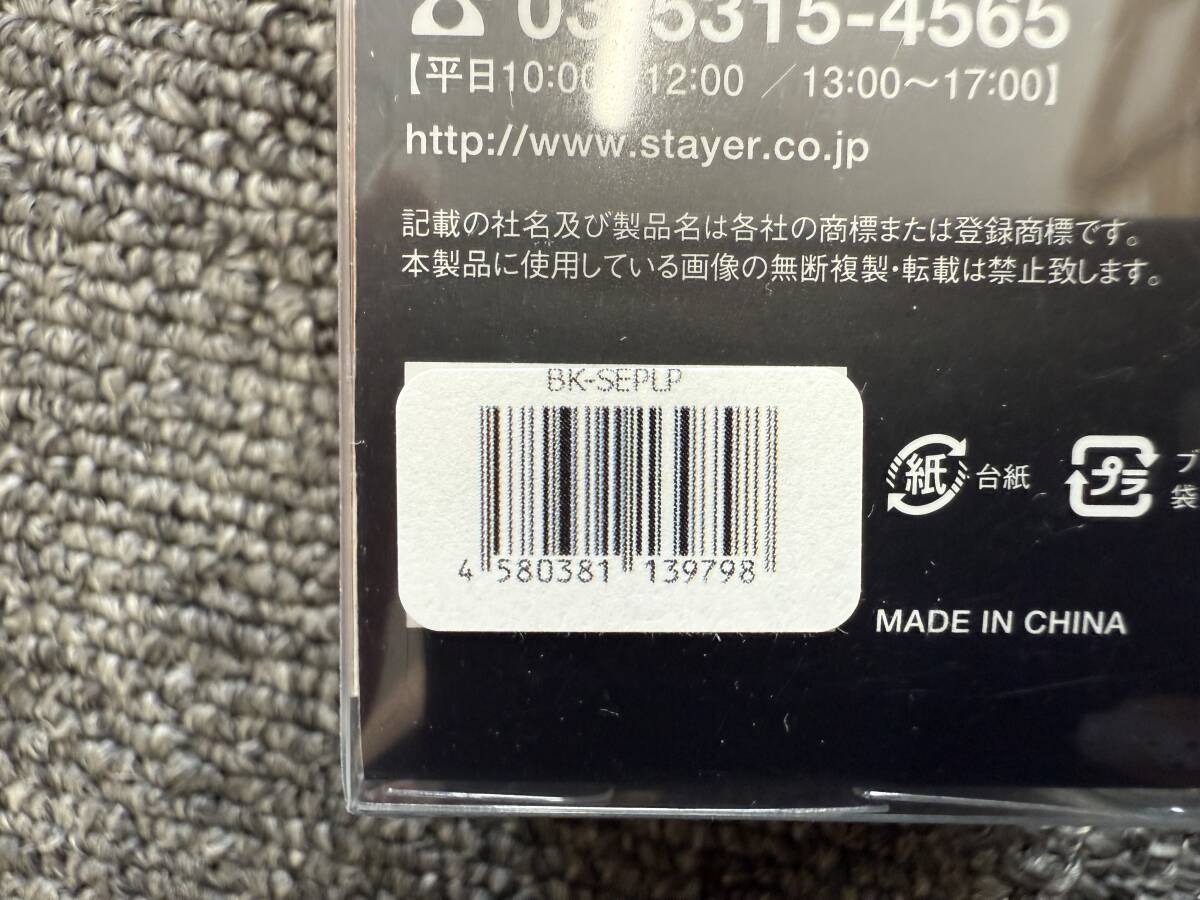 03-5315-4565
【平日10:00～12:00 ／13:00～17:00】
http://www.stayer.co.jp
記載の社名及び製品名は各社の商標または登録商標です。
本製品に使用している画像の無断複製・転載は禁止致します。
BK-SEPLP
4 580381 139798
紙 台紙
プラ
袋
MADE IN CHINA